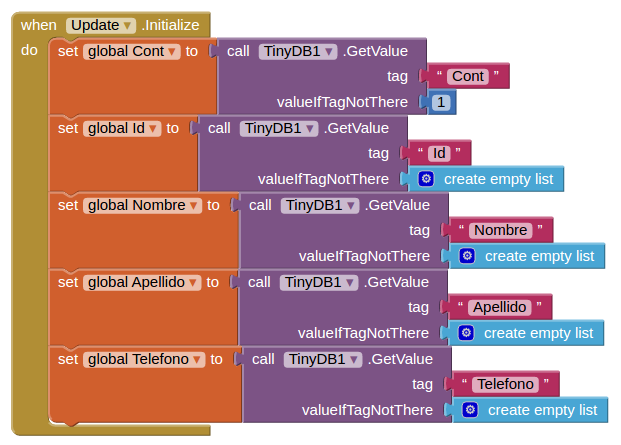 when Update .Initialize
do set global Cont to call TinyDB1 .GetValue
tag “ Cont ”
valueIfTagNotThere 1
set global Id to call TinyDB1 .GetValue
tag “ Id ”
valueIfTagNotThere create empty list
set global Nombre to call TinyDB1 .GetValue
tag “ Nombre ”
valueIfTagNotThere create empty list
set global Apellido to call TinyDB1 .GetValue
tag “ Apellido ”
valueIfTagNotThere create empty list
set global Telefono to call TinyDB1 .GetValue
tag “ Telefono ”
valueIfTagNotThere create empty list